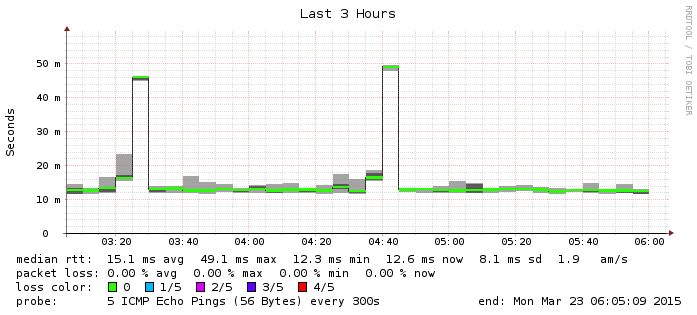 Last 3 Hours
RRDTOOL / TOBI OETIKER
Seconds
50 m
40 m
30 m
20 m
10 m
0
03:20 03:40 04:00 04:20 04:40 05:00 05:20 05:40 06:00
median rtt: 15.1 ms avg 49.1 ms max 12.3 ms min 12.6 ms now 8.1 ms sd 1.9 am/s
packet loss: 0.00 % avg 0.00 % max 0.00 % min 0.00 % now
loss color: 0 1/5 2/5 3/5 4/5
probe: 5 ICMP Echo Pings (56 Bytes) every 300s end: Mon Mar 23 06:05:09 2015